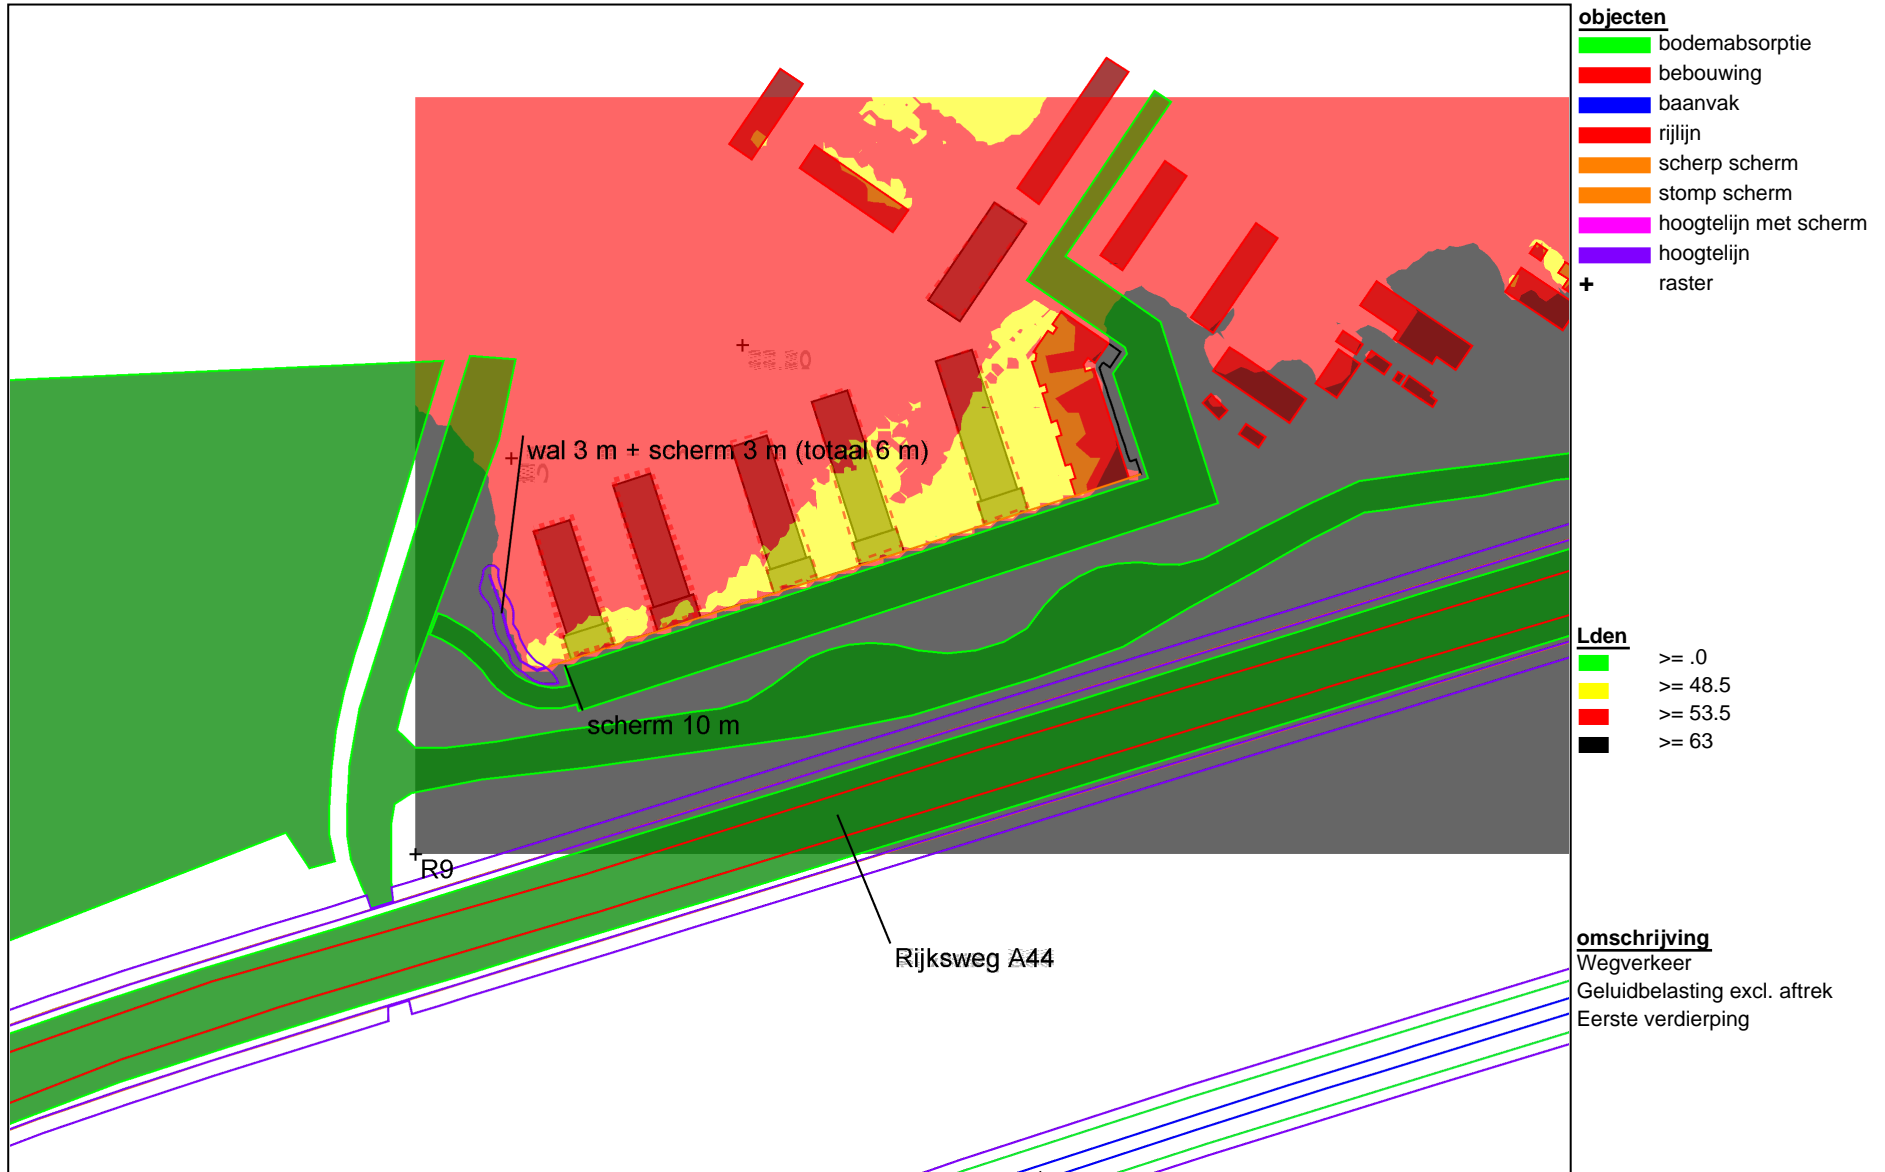 objecten
bodemabsorptie
bebouwing
baanvak
rijlijn
scherp scherm
stomp scherm
hoogtelijn met scherm
hoogtelijn
raster
wal 3 m + scherm 3 m (totaal 6 m)
scherm 10 m
R9
Rijksweg A44
Lden
>= .0
>= 48.5
>= 53.5
>= 63
omschrijving
Wegverkeer
Geluidbelasting excl. aftrek
Eerste verdierping